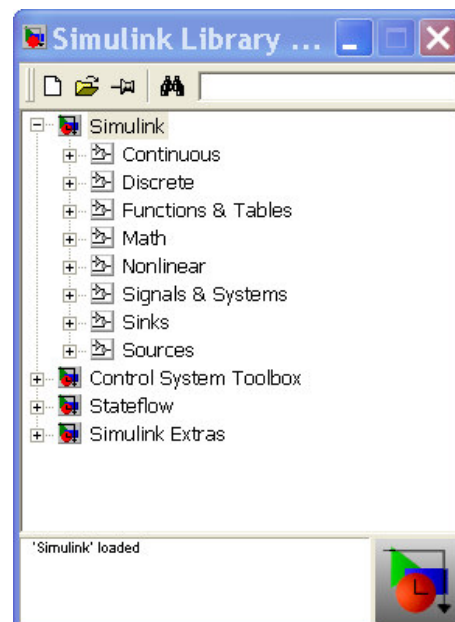 Simulink Library ...
Simulink
Continuous
Discrete
Functions & Tables
Math
Nonlinear
Signals & Systems
Sinks
Sources
Control System Toolbox
Stateflow
Simulink Extras
'Simulink' loaded